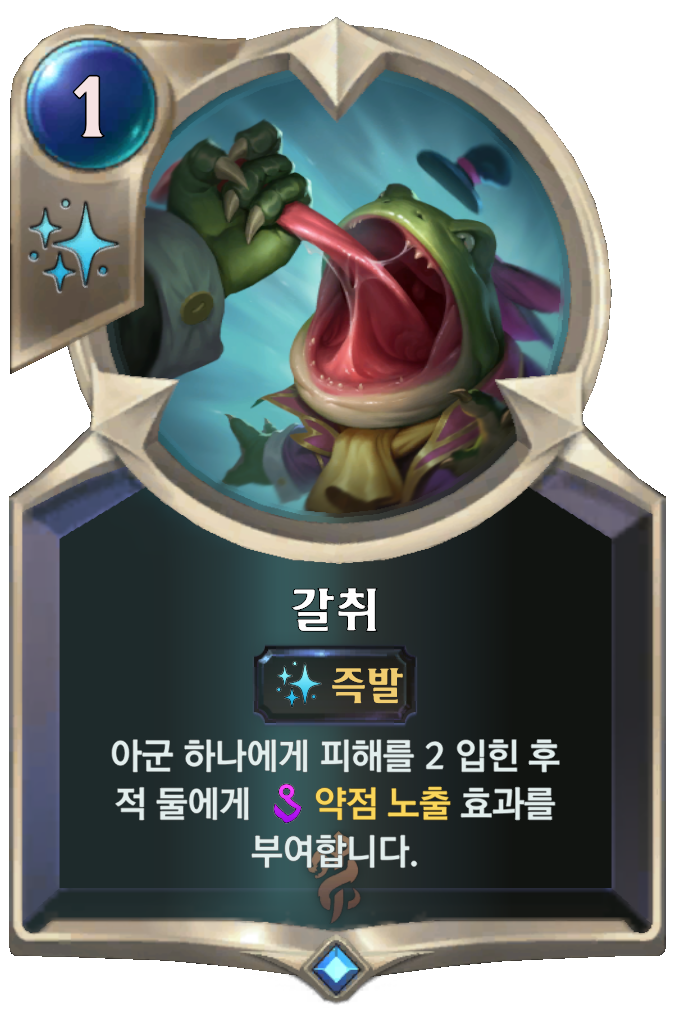 1
갈취
즉발
아군 하나에게 피해를 2 입힌 후
적 둘에게 약점 노출 효과를
부여합니다.